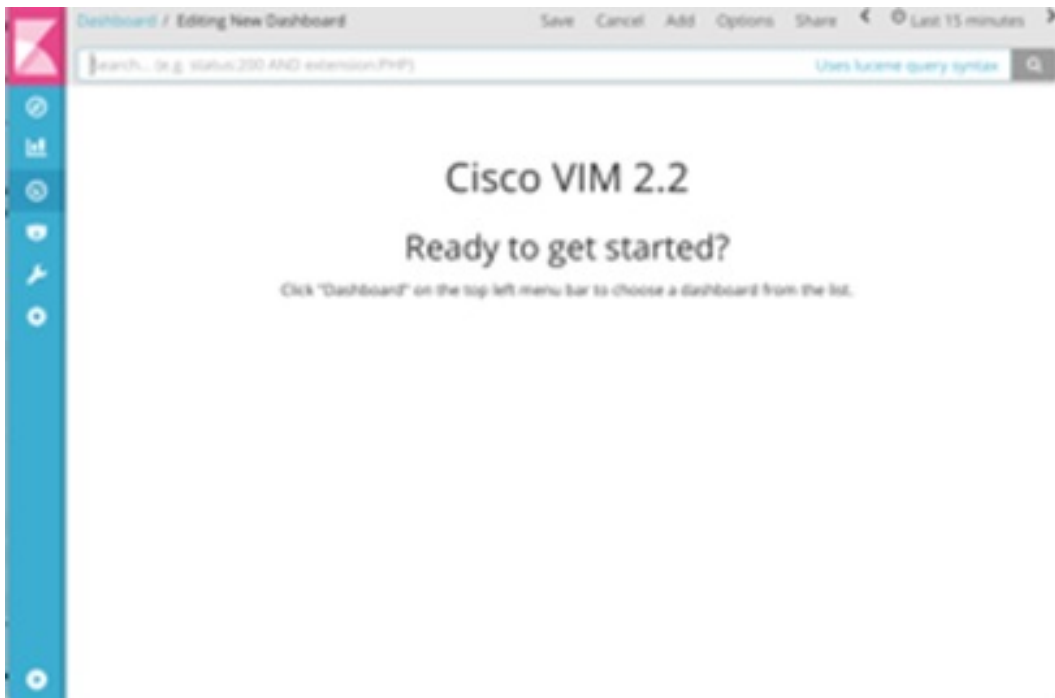 Dashboard / Editing New Dashboard Save Cancel Add Options Share Last 15 minutes
Search... (e.g. status:200 AND extension:PHP) Uses lucene query syntax
Cisco VIM 2.2
Ready to get started?
Click "Dashboard" on the top left menu bar to choose a dashboard from the list.